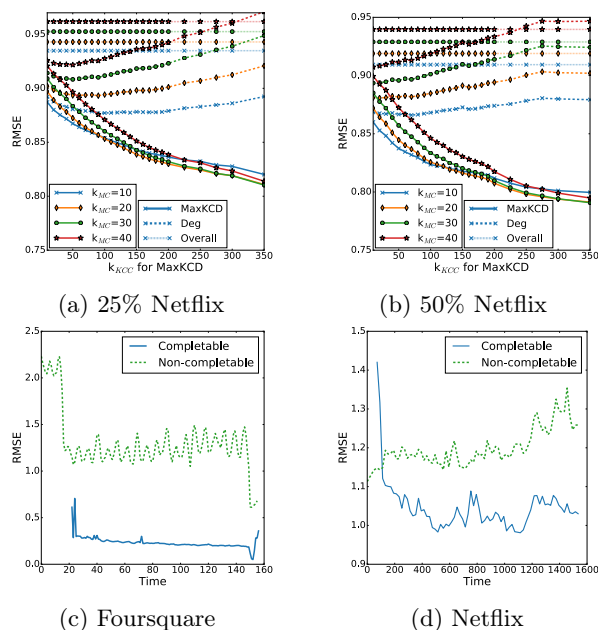 0.95
0.90
0.85
0.80
0.75
RMSE
k_MC=10
k_MC=20
k_MC=30
k_MC=40
MaxKCD
Deg
Overall
50 100 150 200 250 300 350
k_KCC for MaxKCD
(a) 25% Netflix
0.95
0.90
0.85
0.80
0.75
RMSE
k_MC=10
k_MC=20
k_MC=30
k_MC=40
MaxKCD
Deg
Overall
50 100 150 200 250 300 350
k_KCC for MaxKCD
(b) 50% Netflix
2.5
2.0
1.5
1.0
0.5
0.0
RMSE
Completable
Non-completable
0 20 40 60 80 100 120 140 160
Time
(c) Foursquare
1.5
1.4
1.3
1.2
1.1
1.0
0.9
RMSE
Completable
Non-completable
0 200 400 600 800 1000 1200 1400 1600
Time
(d) Netflix